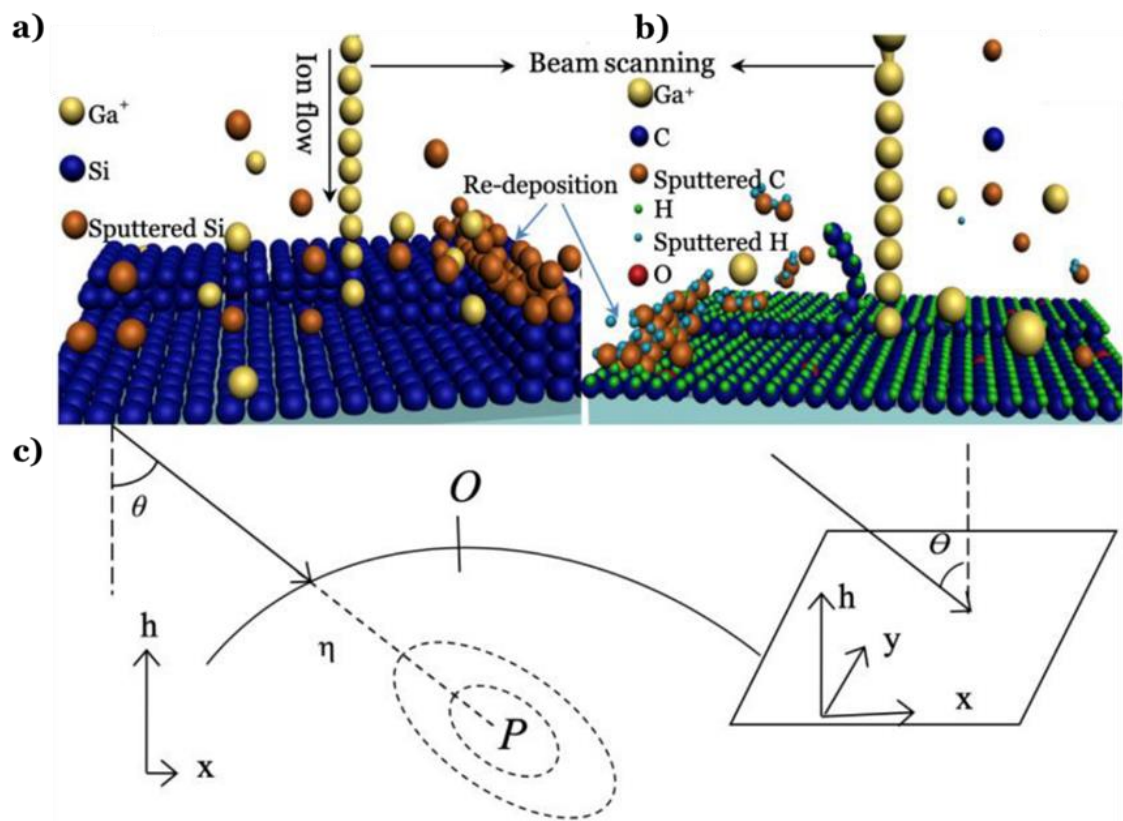 a)
Ga⁺
Si
Sputtered Si
Ion flow
Beam scanning
Re-deposition
b)
Ga⁺
C
Sputtered C
H
Sputtered H
O
c)
θ
O
η
P
h
x
θ
h
y
x